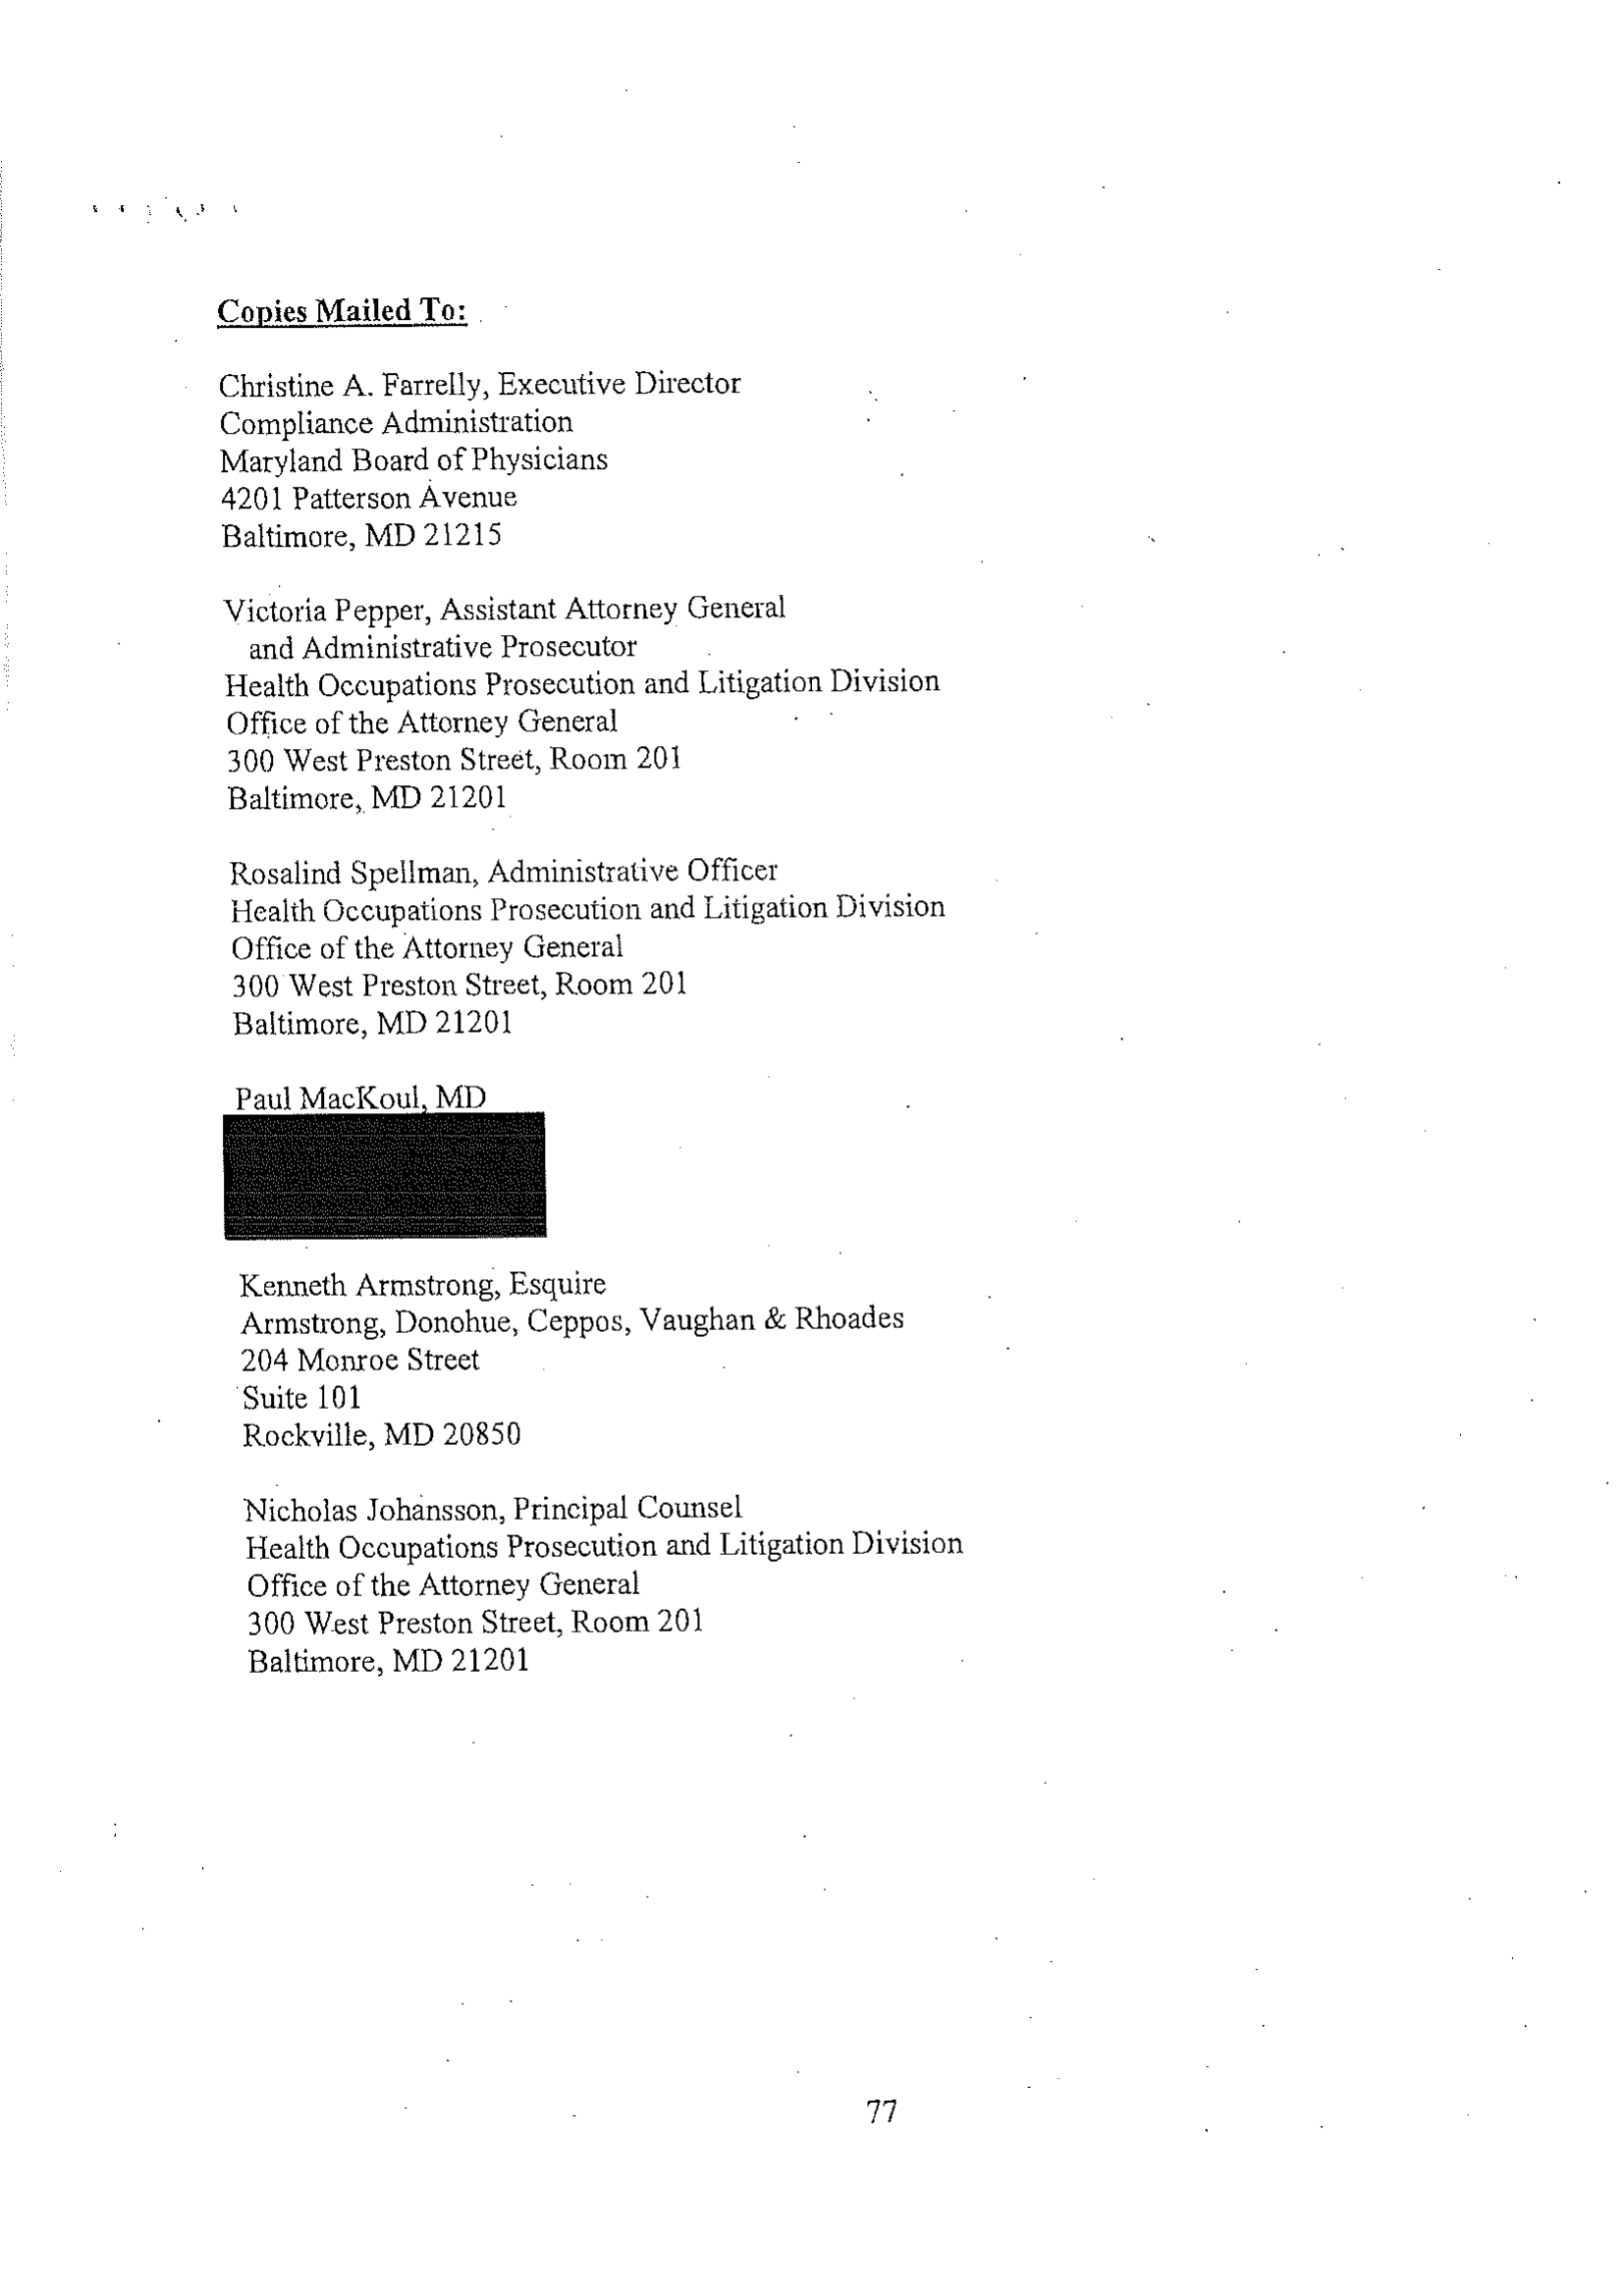 Copies Mailed To:
Christine A. Farrelly, Executive Director
Compliance Administration
Maryland Board of Physicians
4201 Patterson Avenue
Baltimore, MD 21215
Victoria Pepper, Assistant Attorney General
and Administrative Prosecutor
Health Occupations Prosecution and Litigation Division
Office of the Attorney General
300 West Preston Street, Room 201
Baltimore, MD 21201
Rosalind Spellman, Administrative Officer
Health Occupations Prosecution and Litigation Division
Office of the Attorney General
300 West Preston Street, Room 201
Baltimore, MD 21201
Paul MacKoul, MD
Kenneth Armstrong, Esquire
Armstrong, Donohue, Ceppos, Vaughan & Rhoades
204 Monroe Street
Suite 101
Rockville, MD 20850
Nicholas Johansson, Principal Counsel
Health Occupations Prosecution and Litigation Division
Office of the Attorney General
300 West Preston Street, Room 201
Baltimore, MD 21201
77